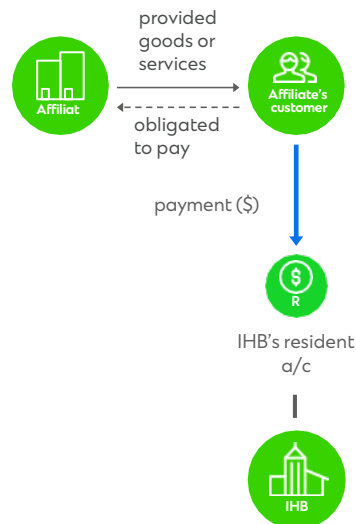 provided
goods or
services
Affiliat
Affiliate's
customer
obligated
to pay
payment ($)
$
R
IHB's resident
a/c
IHB